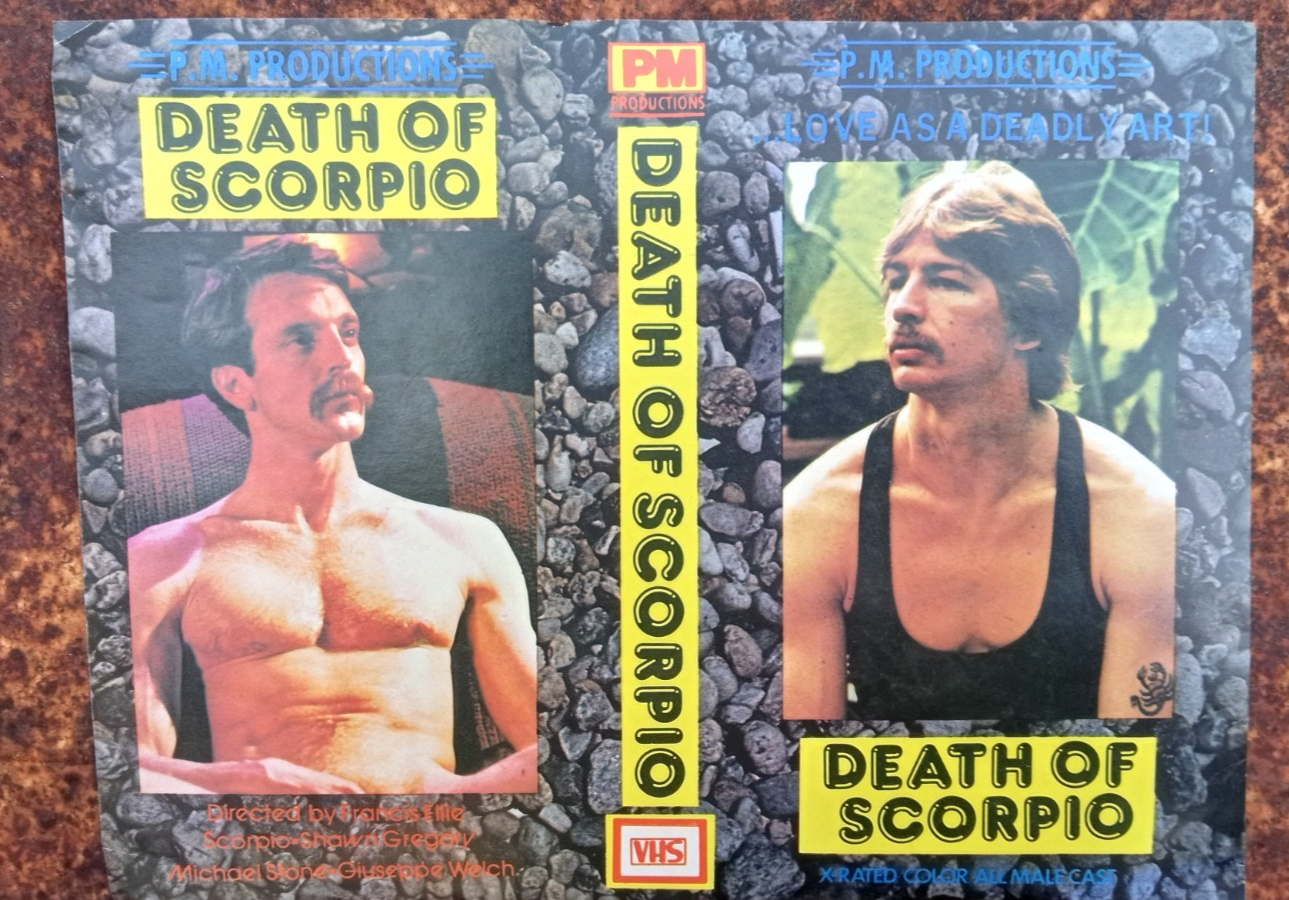 P.M. PRODUCTIONS
DEATH OF
SCORPIO
Directed by Francis Ellie
Scorpio•Shawn Gregory
Michael Stone•Giuseppe Welch
PM
PRODUCTIONS
DEATH OF SCORPIO
VHS
P.M. PRODUCTIONS
...LOVE AS A DEADLY ART!
DEATH OF
SCORPIO
X-RATED COLOR ALL MALE CAST